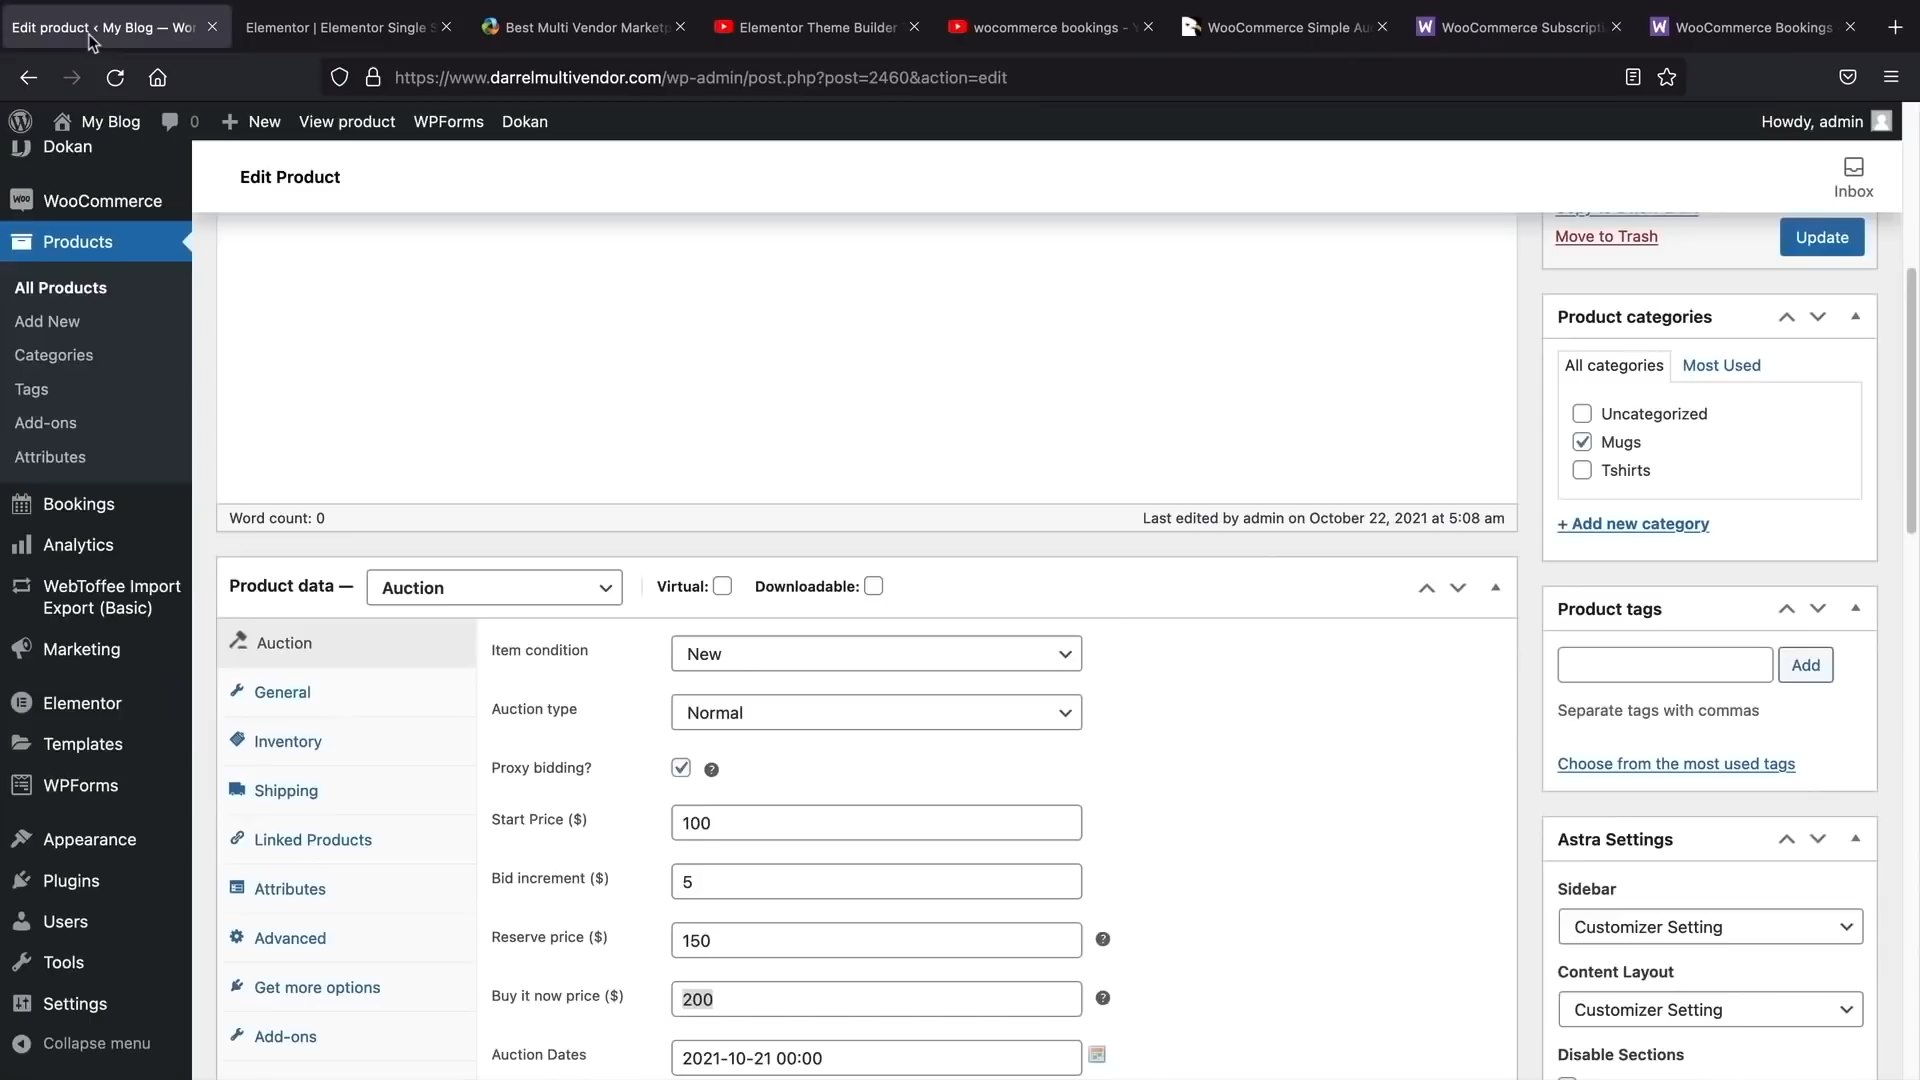 Edit product ‹ My Blog — Wor
Elementor | Elementor Single S
Best Multi Vendor Marketp
Elementor Theme Builder
wocommerce bookings - Y
WooCommerce Simple Au
WooCommerce Subscripti
WooCommerce Bookings
https://www.darrelmultivendor.com/wp-admin/post.php?post=2460&action=edit
My Blog
0
New
View product
WPForms
Dokan
Howdy, admin
Dokan
WooCommerce
Products
All Products
Add New
Categories
Tags
Add-ons
Attributes
Bookings
Analytics
WebToffee Import
Export (Basic)
Marketing
Elementor
Templates
WPForms
Appearance
Plugins
Users
Tools
Settings
Collapse menu
Edit Product
Inbox
Word count: 0
Last edited by admin on October 22, 2021 at 5:08 am
Product data —
Auction
Virtual:
Downloadable:
Auction
General
Inventory
Shipping
Linked Products
Attributes
Advanced
Get more options
Add-ons
Item condition
New
Auction type
Normal
Proxy bidding?
Start Price ($)
100
Bid increment ($)
5
Reserve price ($)
150
Buy it now price ($)
200
Auction Dates
2021-10-21 00:00
Move to Trash
Update
Product categories
All categories
Most Used
Uncategorized
Mugs
Tshirts
+ Add new category
Product tags
Add
Separate tags with commas
Choose from the most used tags
Astra Settings
Sidebar
Customizer Setting
Content Layout
Customizer Setting
Disable Sections